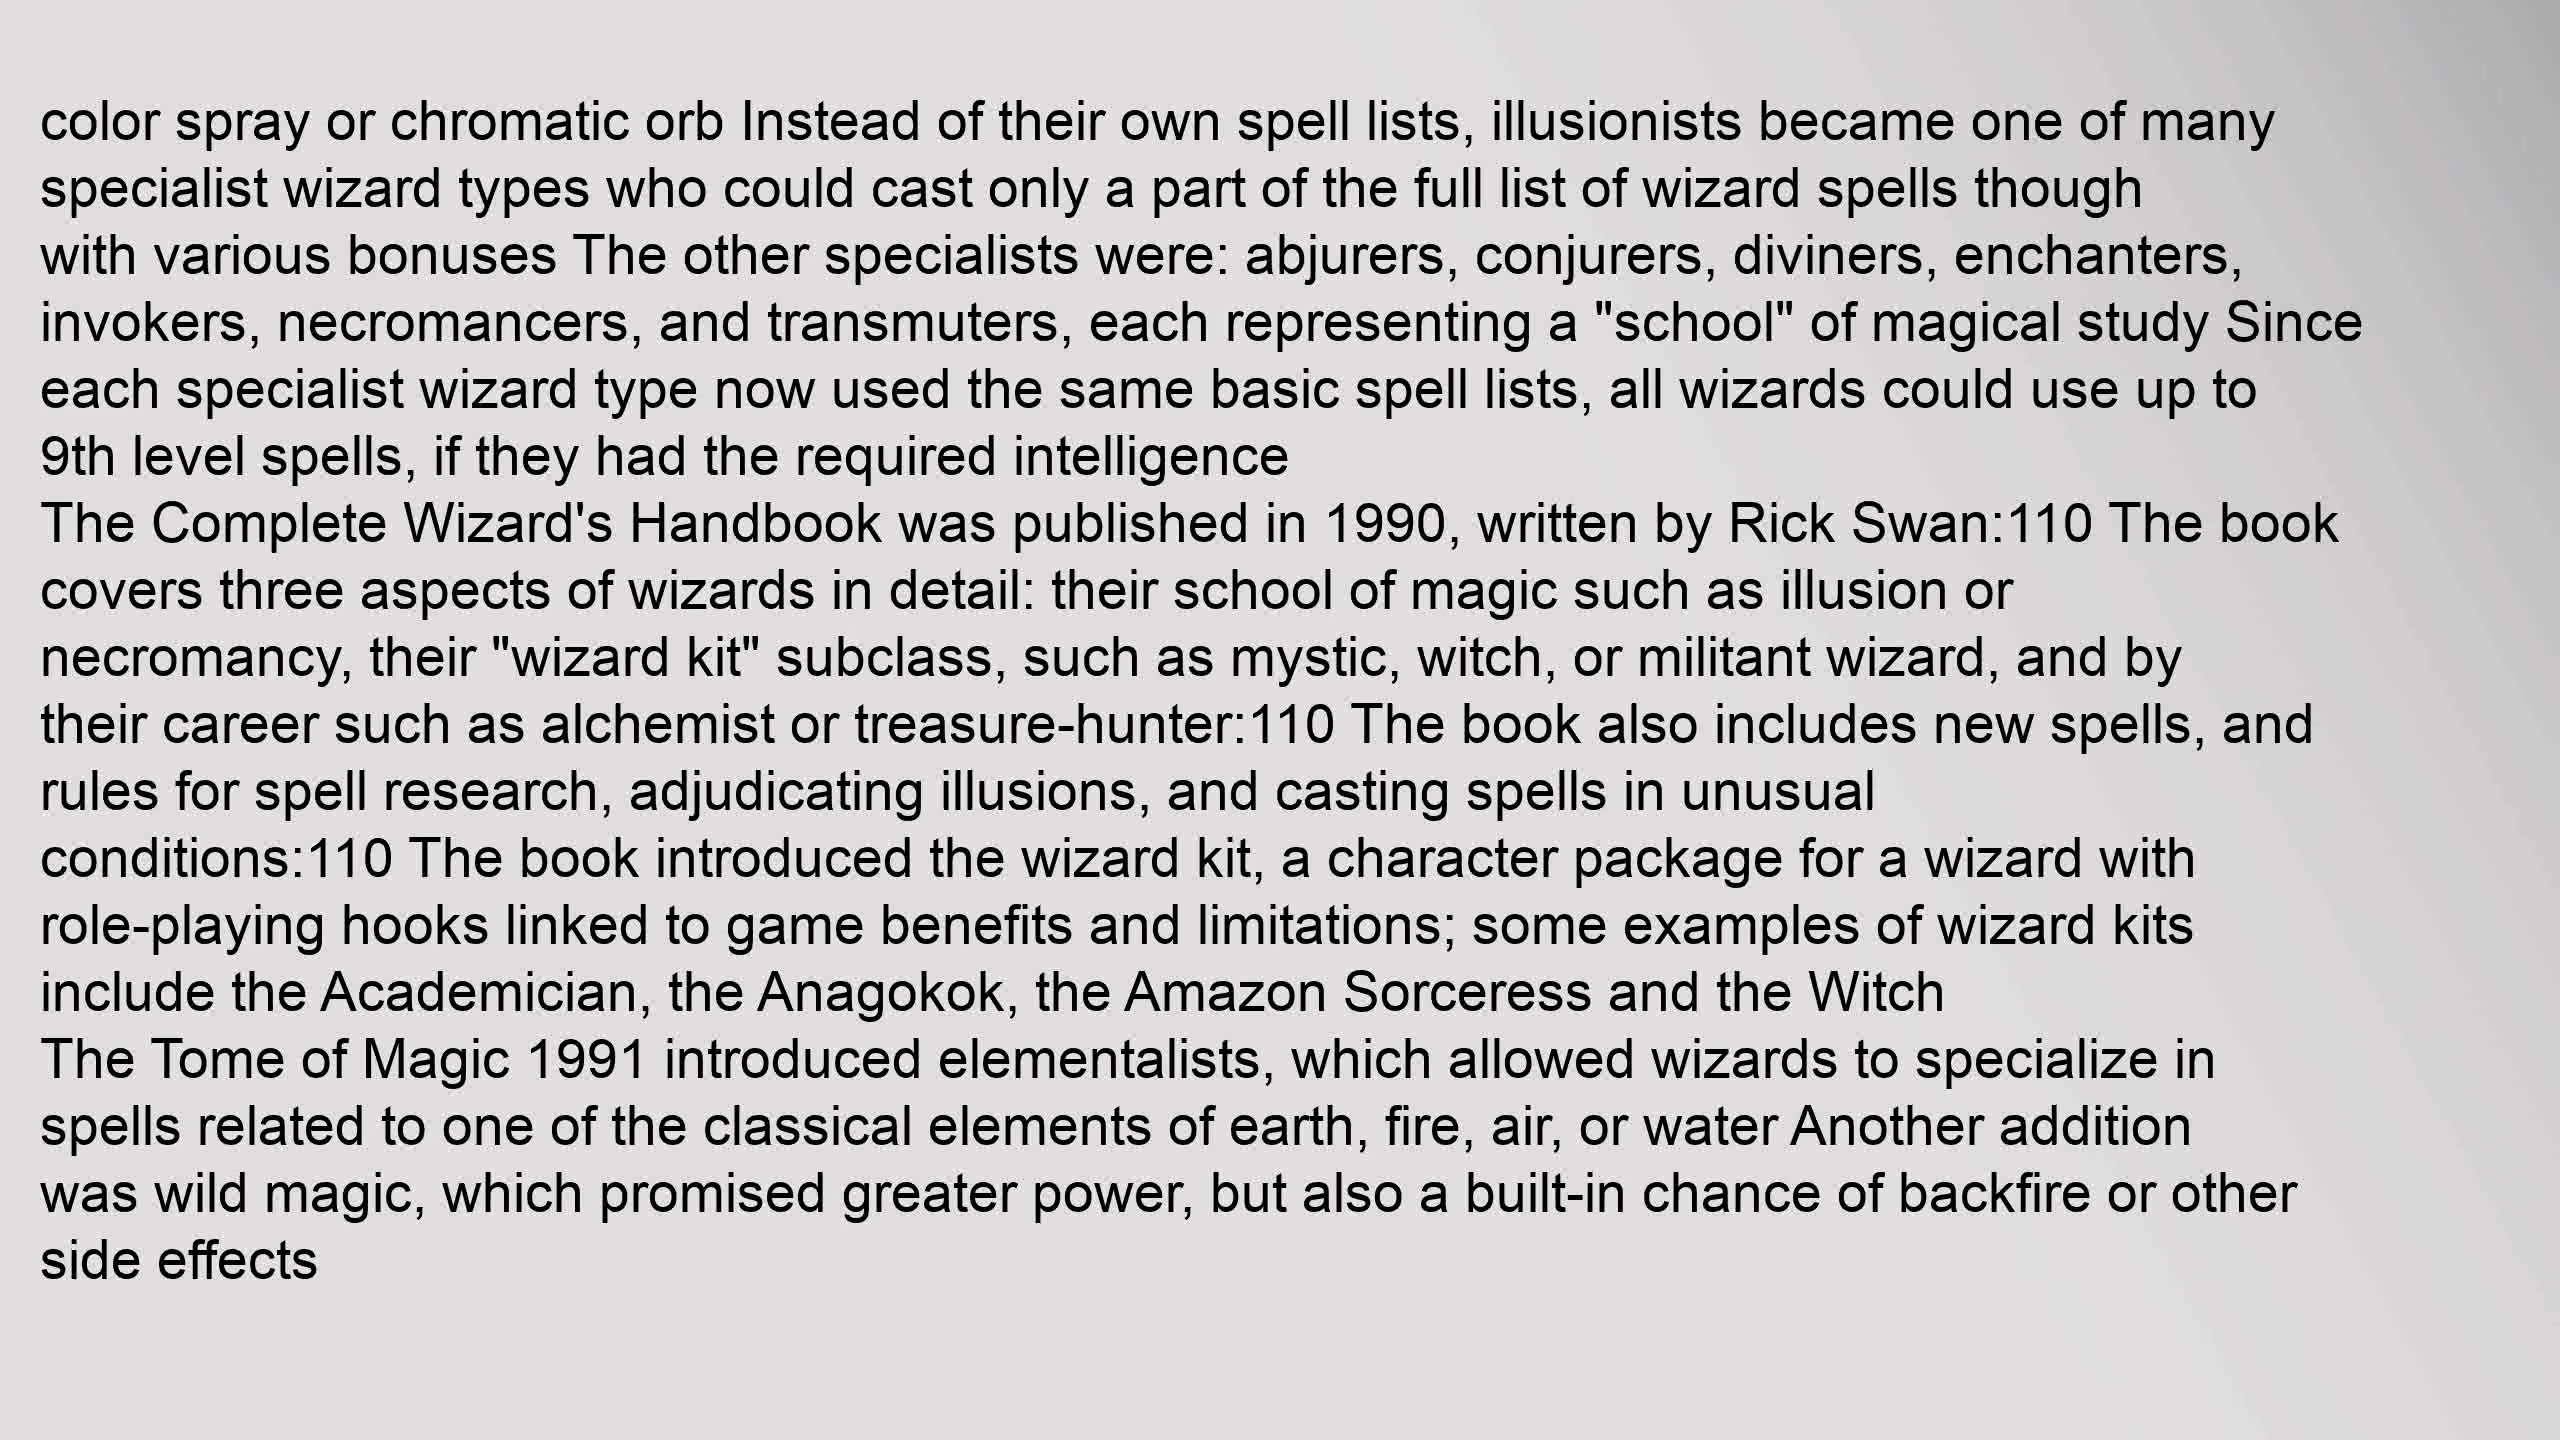 color spray or chromatic orb Instead of their own spell lists, illusionists became one of many
specialist wizard types who could cast only a part of the full list of wizard spells though
with various bonuses The other specialists were: abjurers, conjurers, diviners, enchanters,
invokers, necromancers, and transmuters, each representing a "school" of magical study Since
each specialist wizard type now used the same basic spell lists, all wizards could use up to
9th level spells, if they had the required intelligence
The Complete Wizard's Handbook was published in 1990, written by Rick Swan:110 The book
covers three aspects of wizards in detail: their school of magic such as illusion or
necromancy, their "wizard kit" subclass, such as mystic, witch, or militant wizard, and by
their career such as alchemist or treasure-hunter:110 The book also includes new spells, and
rules for spell research, adjudicating illusions, and casting spells in unusual
conditions:110 The book introduced the wizard kit, a character package for a wizard with
role-playing hooks linked to game benefits and limitations; some examples of wizard kits
include the Academician, the Anagokok, the Amazon Sorceress and the Witch
The Tome of Magic 1991 introduced elementalists, which allowed wizards to specialize in
spells related to one of the classical elements of earth, fire, air, or water Another addition
was wild magic, which promised greater power, but also a built-in chance of backfire or other
side effects